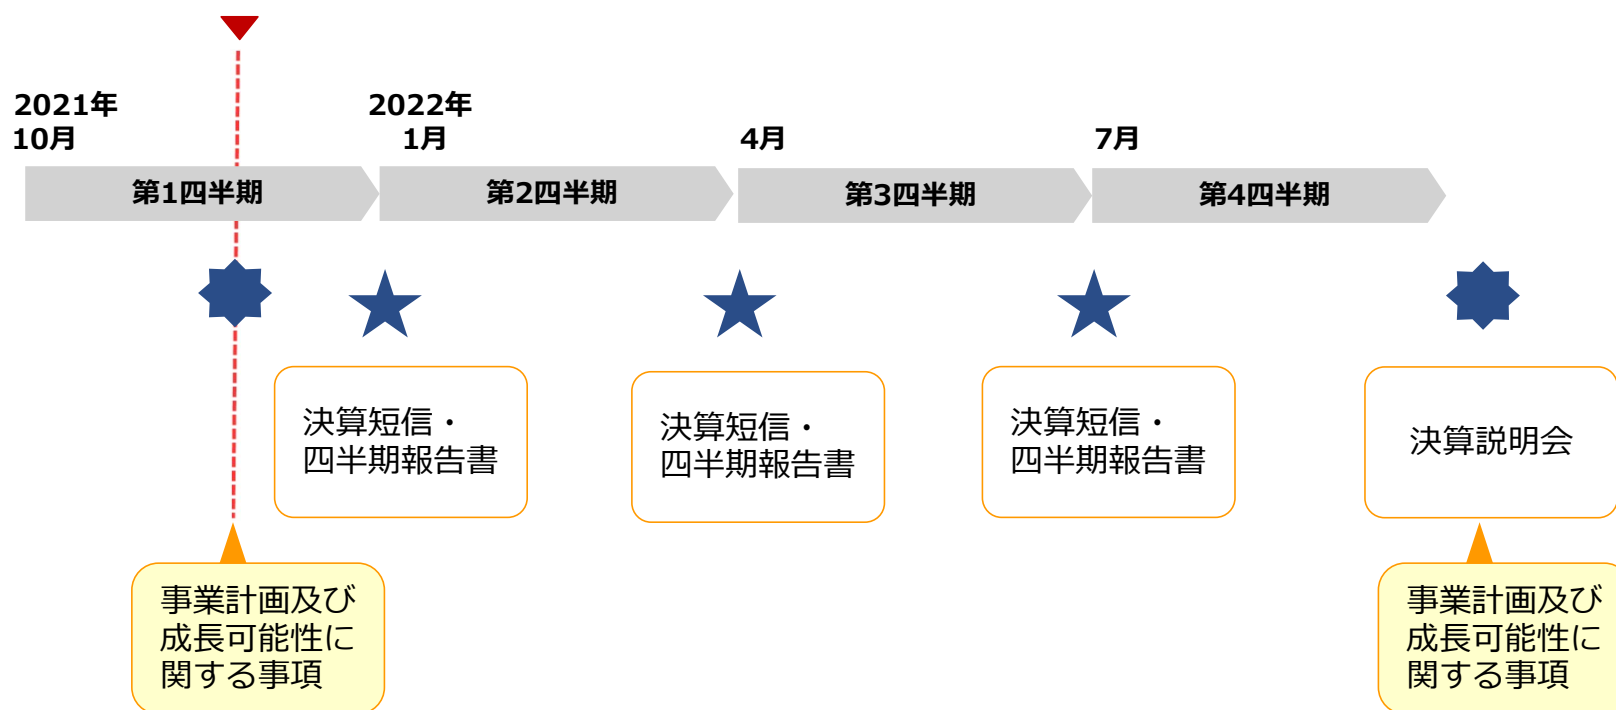 2021年
10月
2022年
1月
4月
7月
第1四半期
第2四半期
第3四半期
第4四半期
決算短信・
四半期報告書
決算短信・
四半期報告書
決算短信・
四半期報告書
決算説明会
事業計画及び
成長可能性に
関する事項
事業計画及び
成長可能性に
関する事項